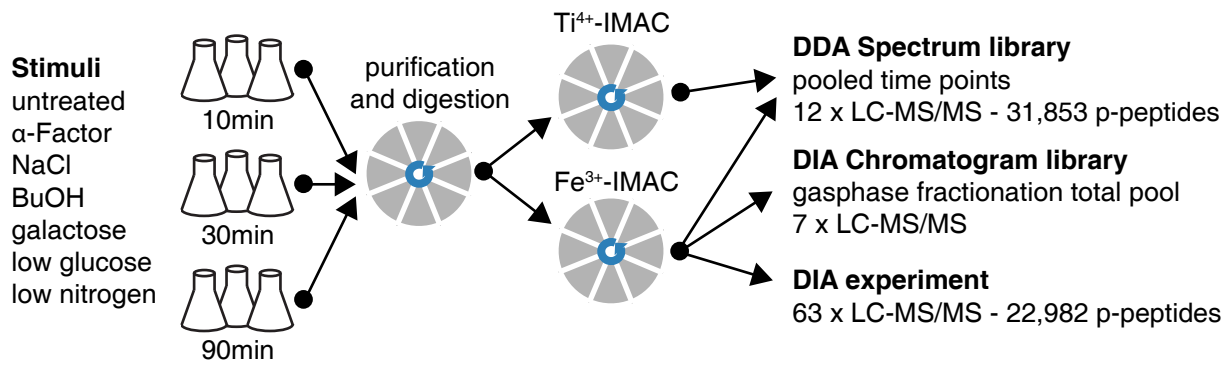 Stimuli
untreated
α-Factor
NaCl
BuOH
galactose
low glucose
low nitrogen
10min
30min
90min
purification
and digestion
Ti⁴⁺-IMAC
Fe³⁺-IMAC
DDA Spectrum library
pooled time points
12 x LC-MS/MS - 31,853 p-peptides
DIA Chromatogram library
gasphase fractionation total pool
7 x LC-MS/MS
DIA experiment
63 x LC-MS/MS - 22,982 p-peptides